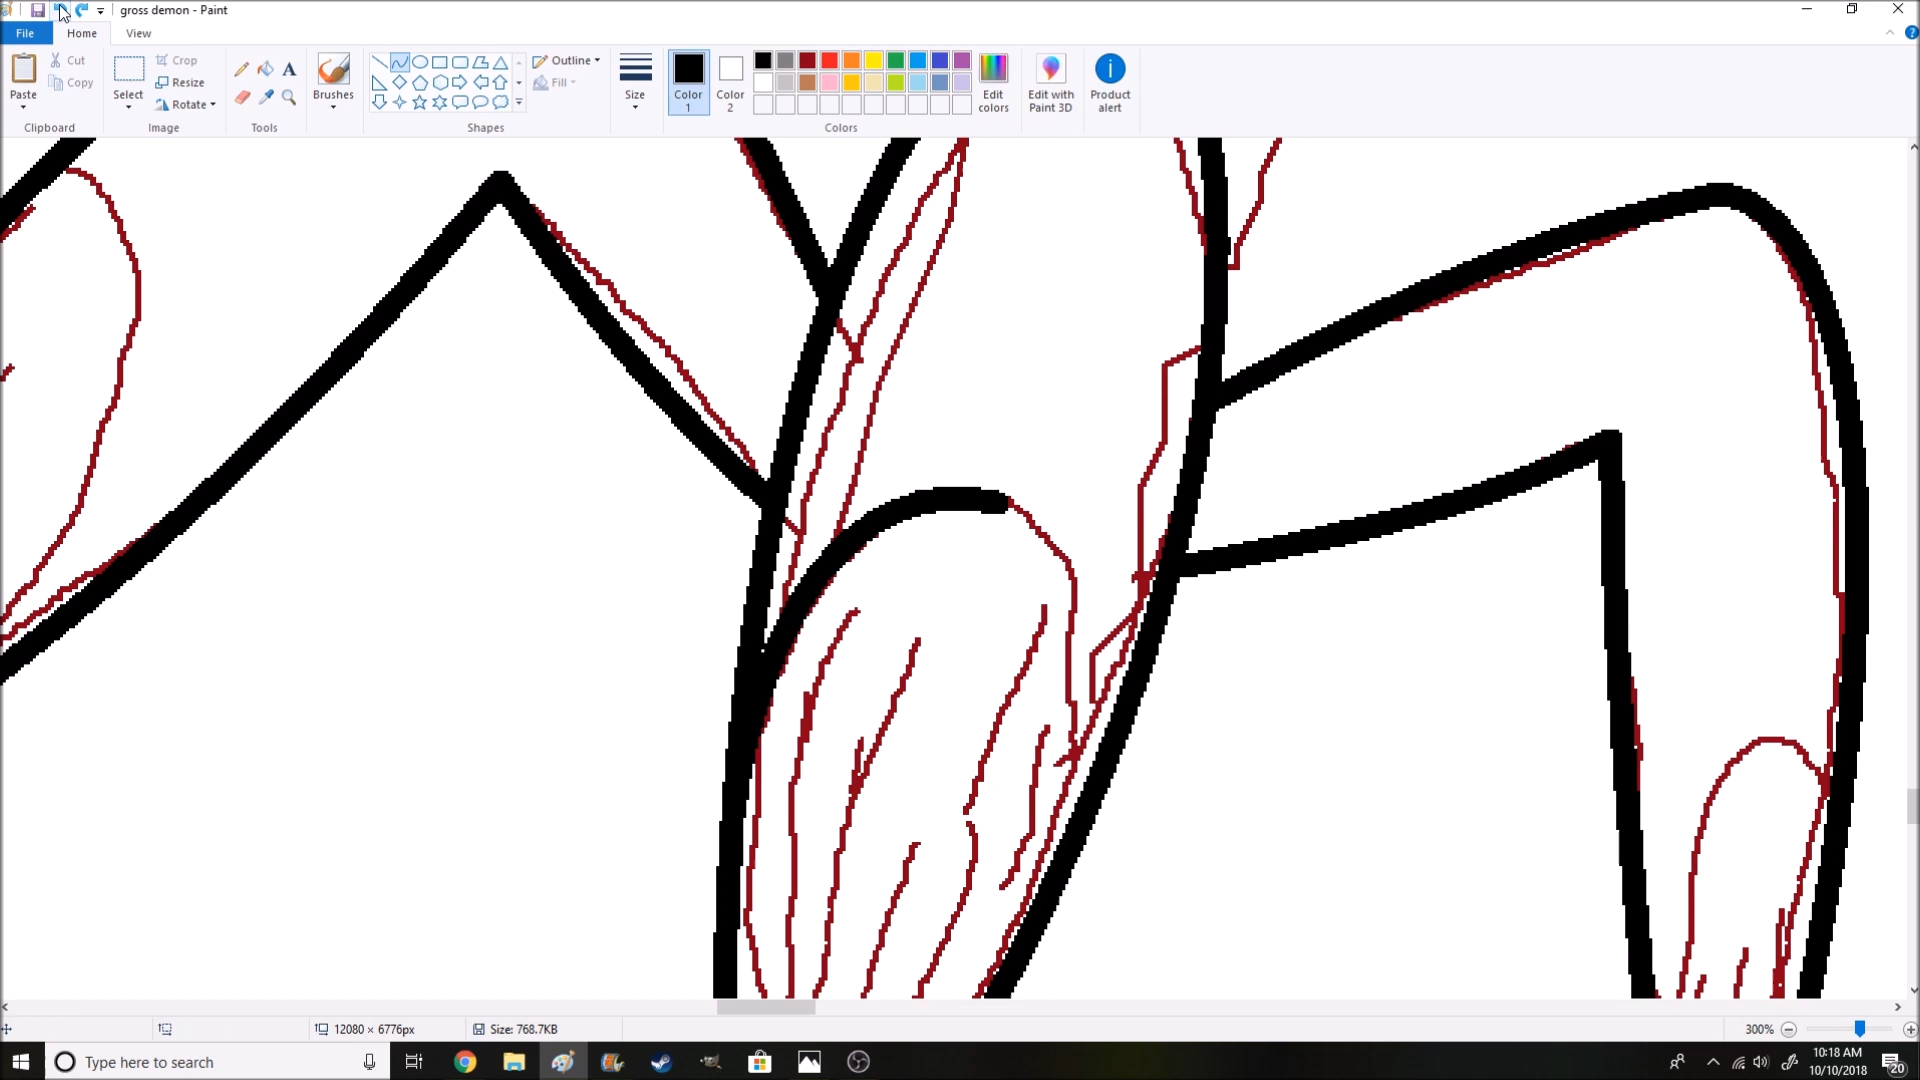 gross demon - Paint
File
Home
View
Paste
Cut
Copy
Clipboard
Select
Crop
Resize
Rotate
Image
A
Tools
Brushes
Outline
Fill
Shapes
Size
Color 1
Color 2
Edit colors
Colors
Edit with Paint 3D
Product alert
12080 × 6776px
Size: 768.7KB
300%
Type here to search
10:18 AM
10/10/2018
20